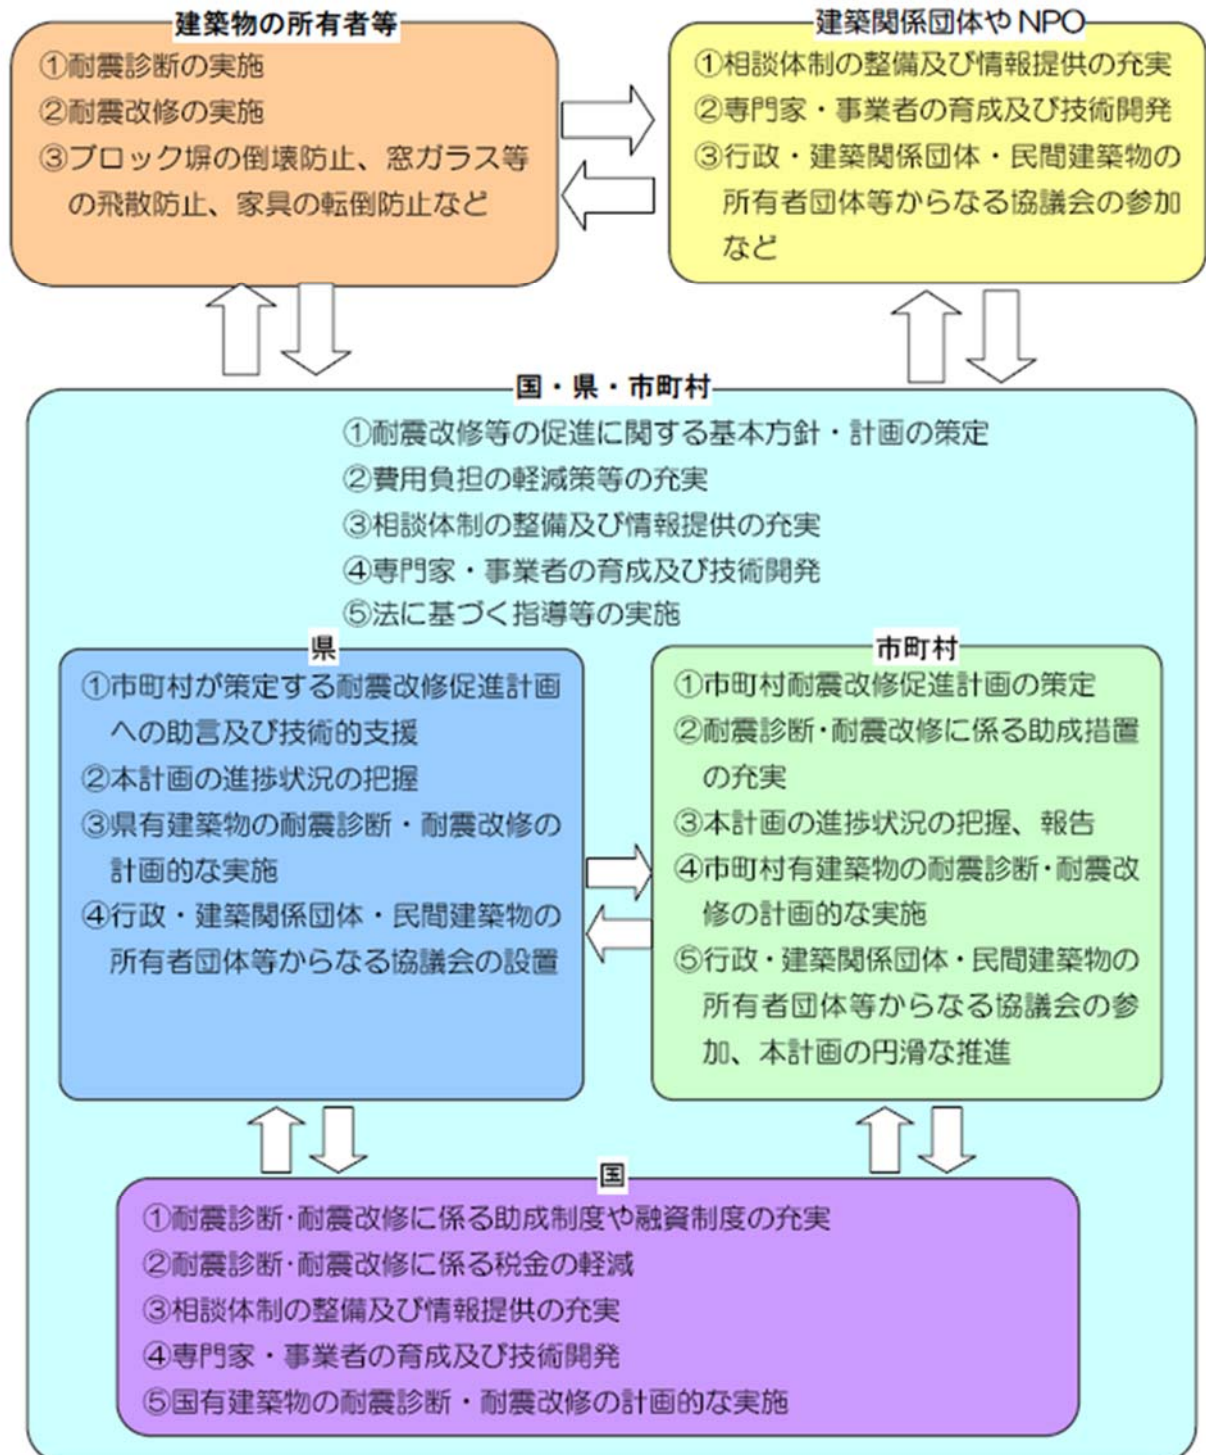 建築物の所有者等
①耐震診断の実施
②耐震改修の実施
③ブロック塀の倒壊防止、窓ガラス等
の飛散防止、家具の転倒防止など
建築関係団体や NPO
①相談体制の整備及び情報提供の充実
②専門家・事業者の育成及び技術開発
③行政・建築関係団体・民間建築物の
所有者団体等からなる協議会の参加
など
国・県・市町村
①耐震改修等の促進に関する基本方針・計画の策定
②費用負担の軽減策等の充実
③相談体制の整備及び情報提供の充実
④専門家・事業者の育成及び技術開発
⑤法に基づく指導等の実施
県
①市町村が策定する耐震改修促進計画
への助言及び技術的支援
②本計画の進捗状況の把握
③県有建築物の耐震診断・耐震改修の
計画的な実施
④行政・建築関係団体・民間建築物の
所有者団体等からなる協議会の設置
市町村
①市町村耐震改修促進計画の策定
②耐震診断・耐震改修に係る助成措置
の充実
③本計画の進捗状況の把握、報告
④市町村有建築物の耐震診断・耐震改
修の計画的な実施
⑤行政・建築関係団体・民間建築物の
所有者団体等からなる協議会の参
加、本計画の円滑な推進
国
①耐震診断・耐震改修に係る助成制度や融資制度の充実
②耐震診断・耐震改修に係る税金の軽減
③相談体制の整備及び情報提供の充実
④専門家・事業者の育成及び技術開発
⑤国有建築物の耐震診断・耐震改修の計画的な実施